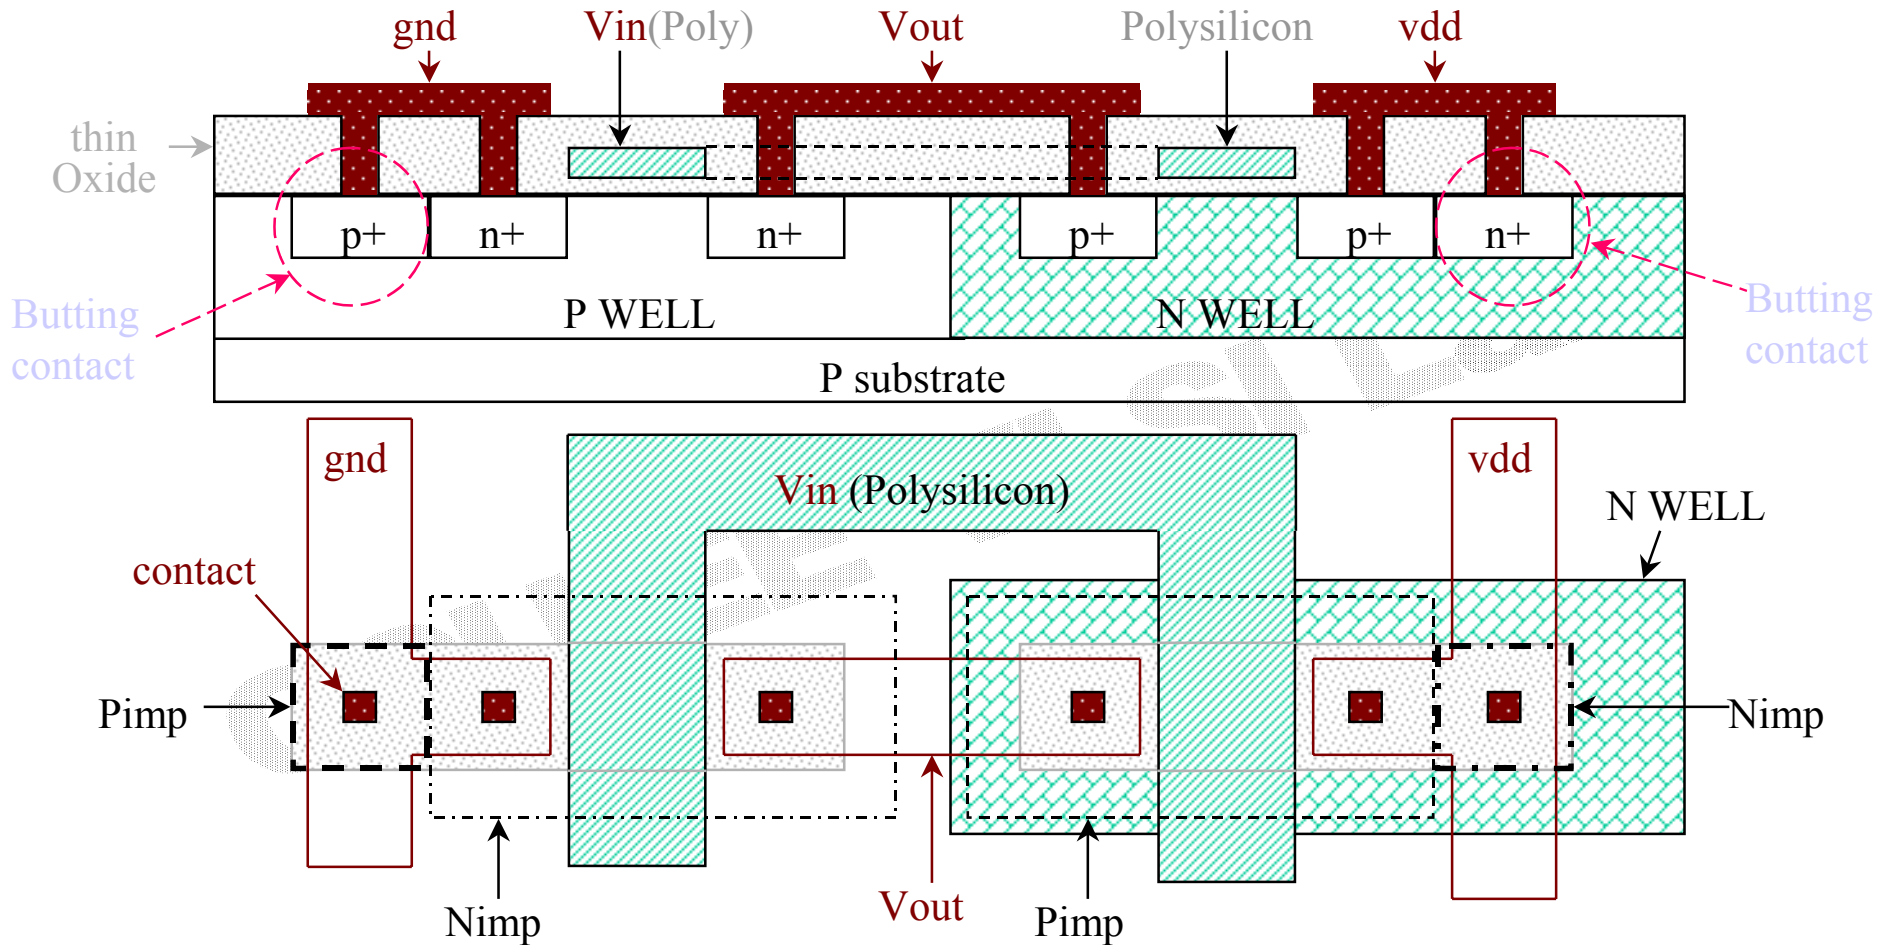 gnd
Vin(Poly)
Vout
Polysilicon
vdd
thin
Oxide
p+
n+
n+
p+
p+
n+
Butting
contact
P WELL
N WELL
Butting
contact
P substrate
gnd
Vin (Polysilicon)
vdd
N WELL
contact
Pimp
Nimp
Nimp
Vout
Pimp